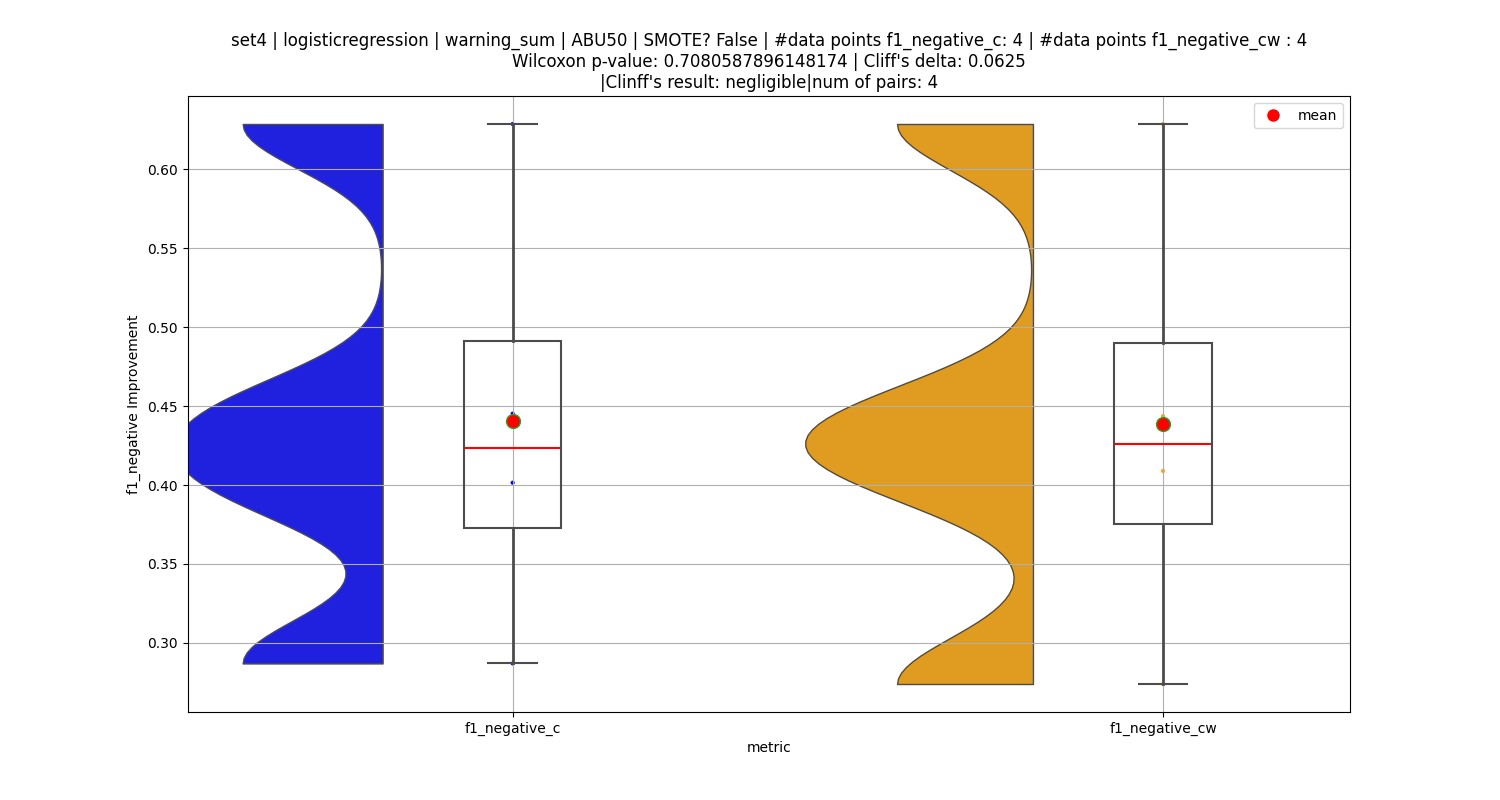 set4 | logisticregression | warning_sum | ABU50 | SMOTE? False | #data points f1_negative_c: 4 | #data points f1_negative_cw : 4
Wilcoxon p-value: 0.7080587896148174 | Cliff's delta: 0.0625
|Clinff's result: negligible|num of pairs: 4
mean
0.60
0.55
0.50
0.45
0.40
0.35
0.30
f1_negative Improvement
f1_negative_c
f1_negative_cw
metric